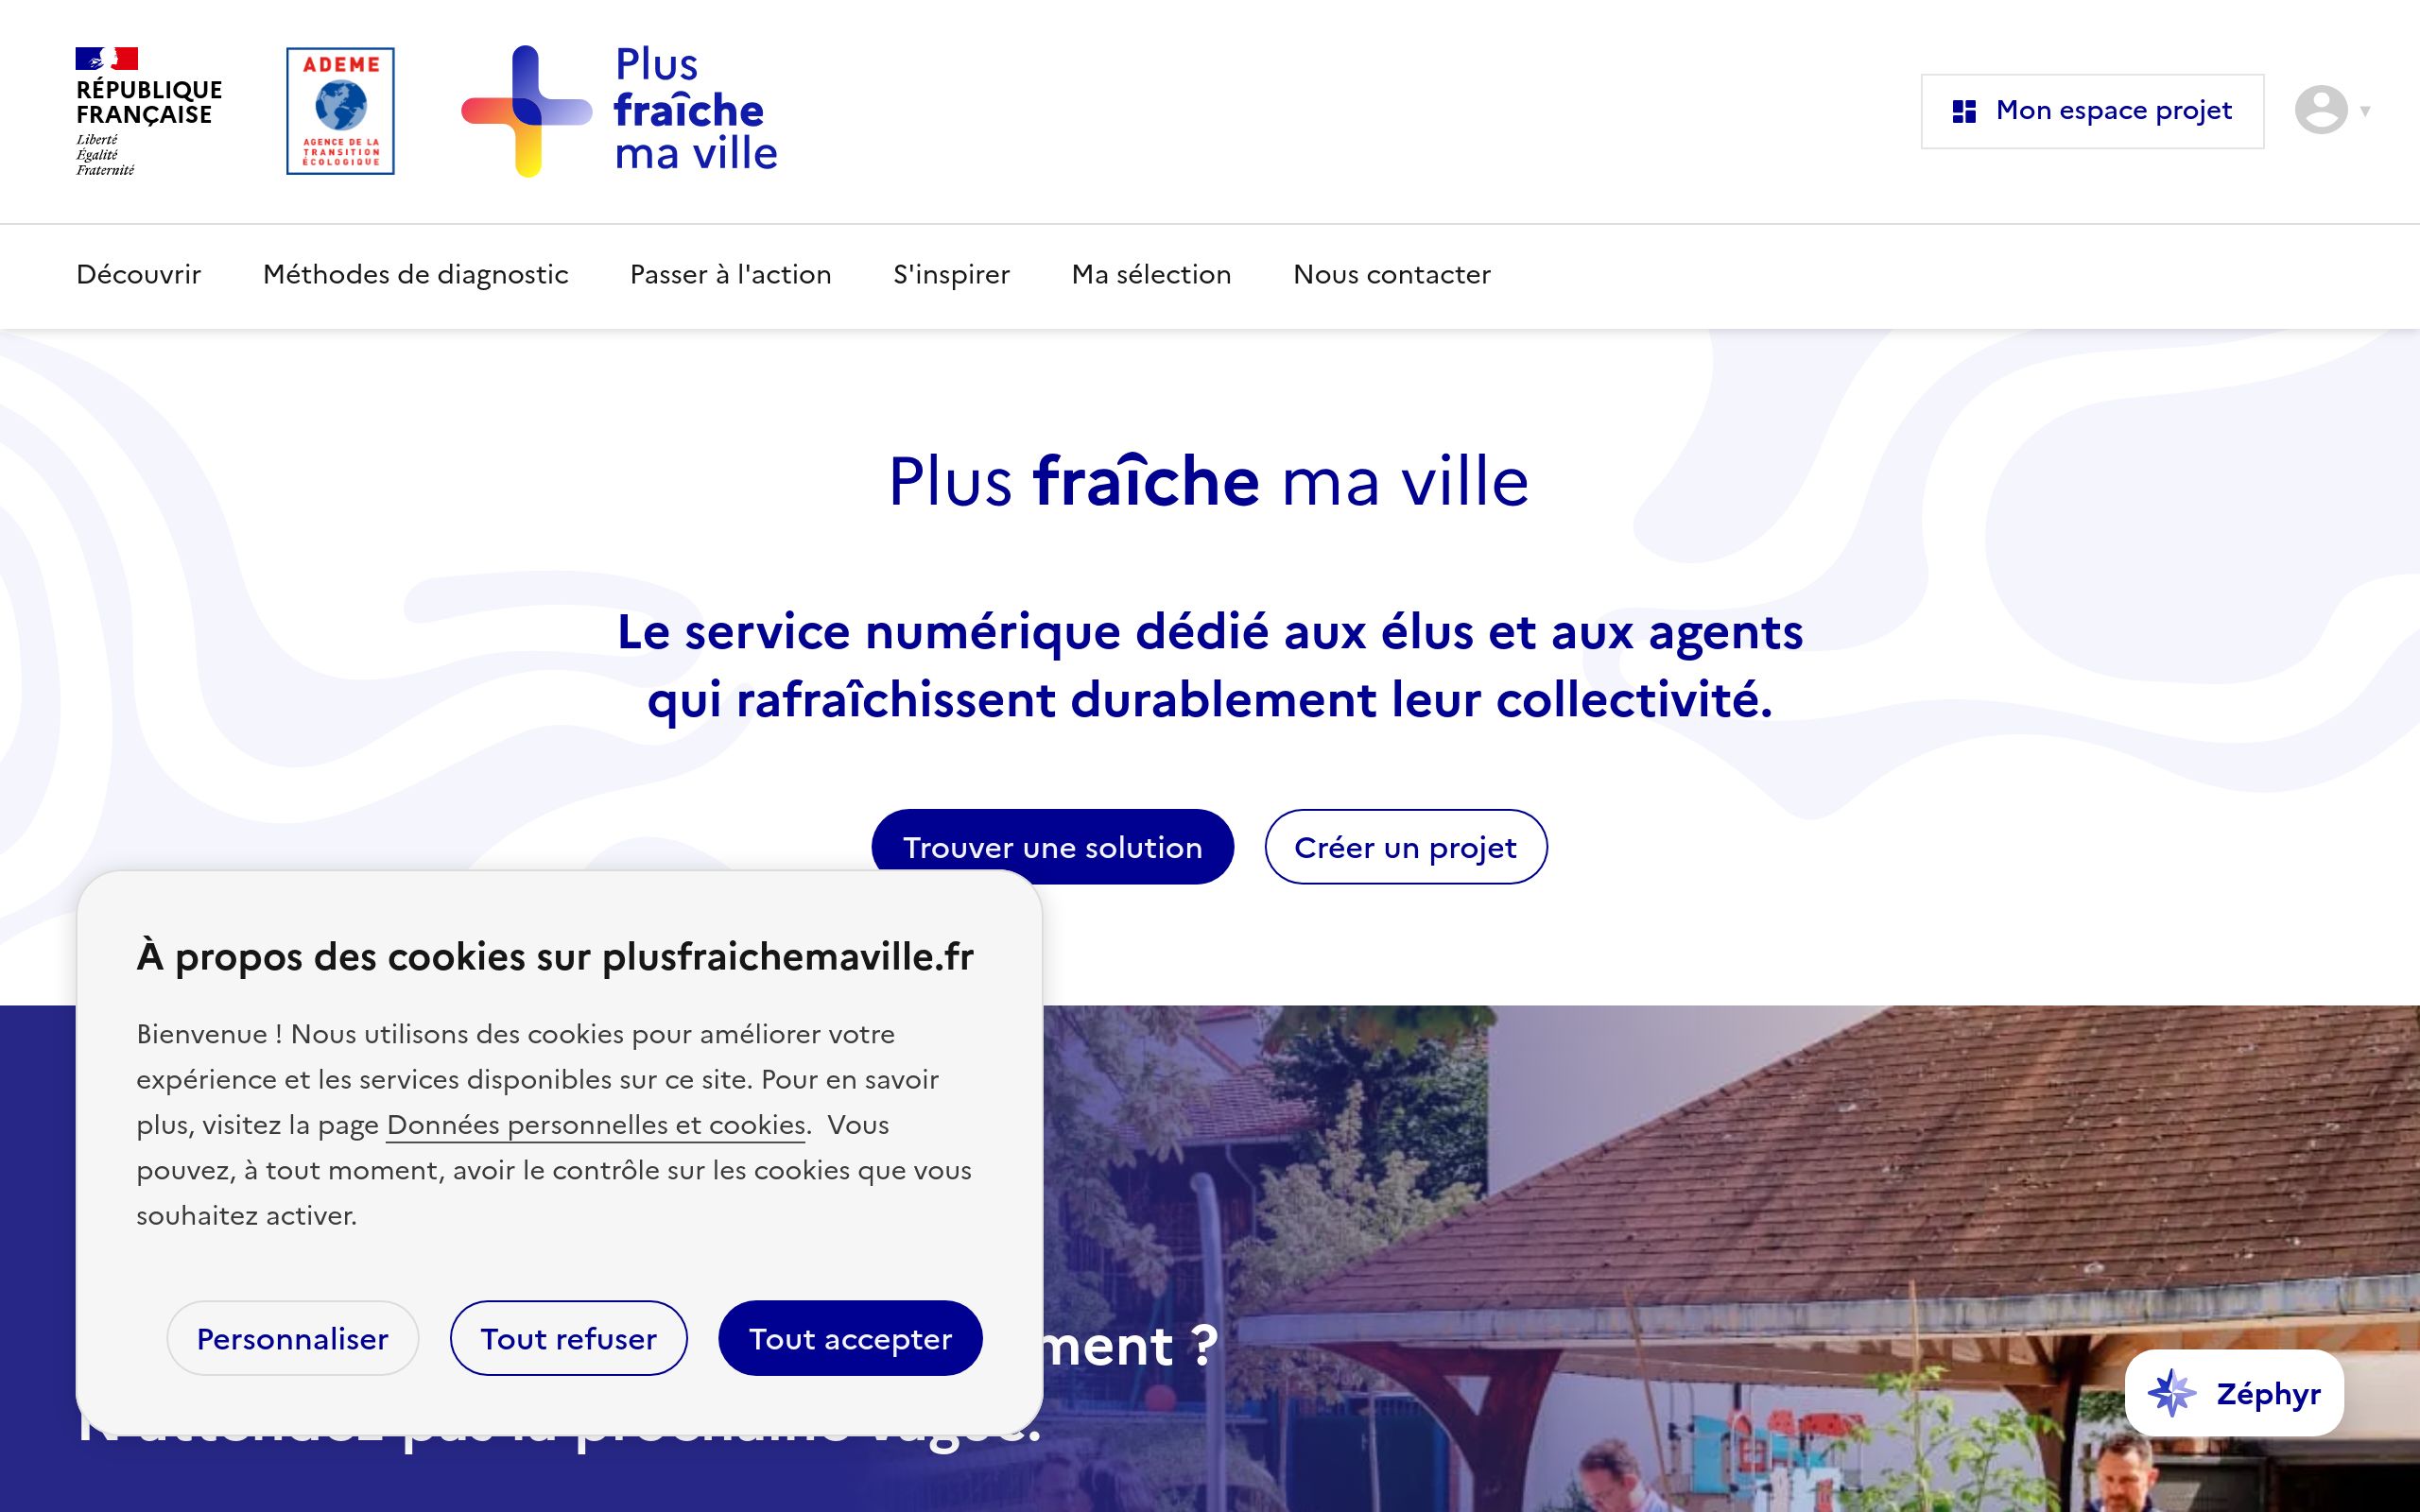 RÉPUBLIQUE
FRANÇAISE
Liberté
Égalité
Fraternité
ADEME
AGENCE DE LA
TRANSITION
ÉCOLOGIQUE
Plus
fraîche
ma ville
Mon espace projet
Découvrir
Méthodes de diagnostic
Passer à l'action
S'inspirer
Ma sélection
Nous contacter
Plus fraîche ma ville
Le service numérique dédié aux élus et aux agents
qui rafraîchissent durablement leur collectivité.
Trouver une solution
Créer un projet
À propos des cookies sur plusfraichemaville.fr
Bienvenue ! Nous utilisons des cookies pour améliorer votre
expérience et les services disponibles sur ce site. Pour en savoir
plus, visitez la page Données personnelles et cookies. Vous
pouvez, à tout moment, avoir le contrôle sur les cookies que vous
souhaitez activer.
Personnaliser
Tout refuser
Tout accepter
ment ?
N'attendez pas la prochaine vague.
Zéphyr